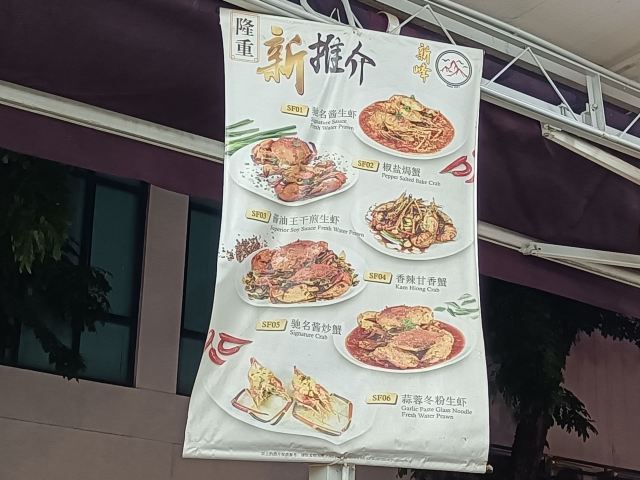 隆重
新推介
新峰
SF01 驰名酱生虾
Signature Sauce
Fresh Water Prawn
SF02 椒盐焗蟹
Pepper Salted Bake Crab
SF03 酱油王干煎生虾
Superior Soy Sauce Fresh Water Prawn
SF04 香辣甘香蟹
Kam Hiong Crab
SF05 驰名酱炒蟹
Signature Crab
SF06 蒜蓉冬粉生虾
Garlic Paste Glass Noodle
Fresh Water Prawn